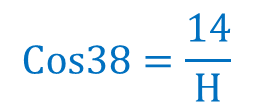 Cos38 = 14/H